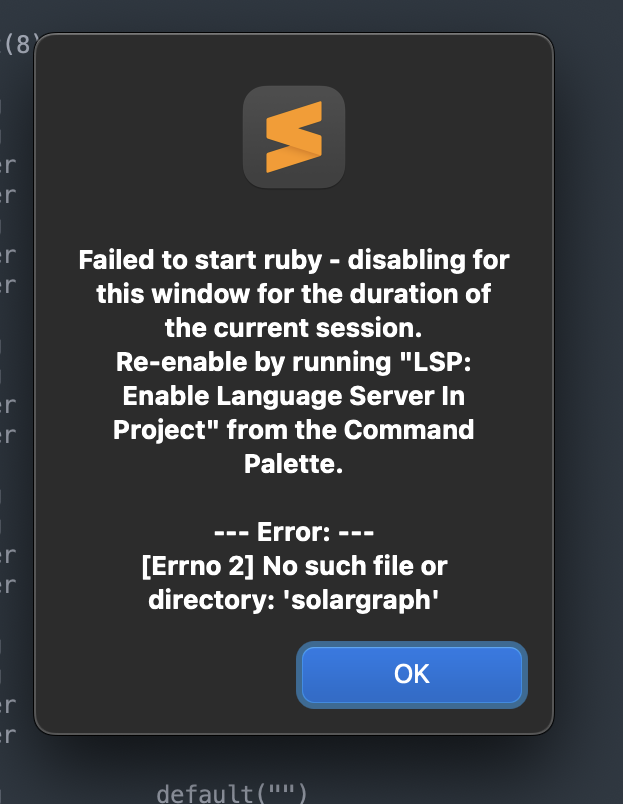 (8)
er
er
er
er
Failed to start ruby - disabling for
this window for the duration of
the current session.
Re-enable by running "LSP:
Enable Language Server In
Project" from the Command
Palette.
er
er
--- Error: ---
[Errno 2] No such file or
directory: 'solargraph'
er
er
OK
er
er
default("")